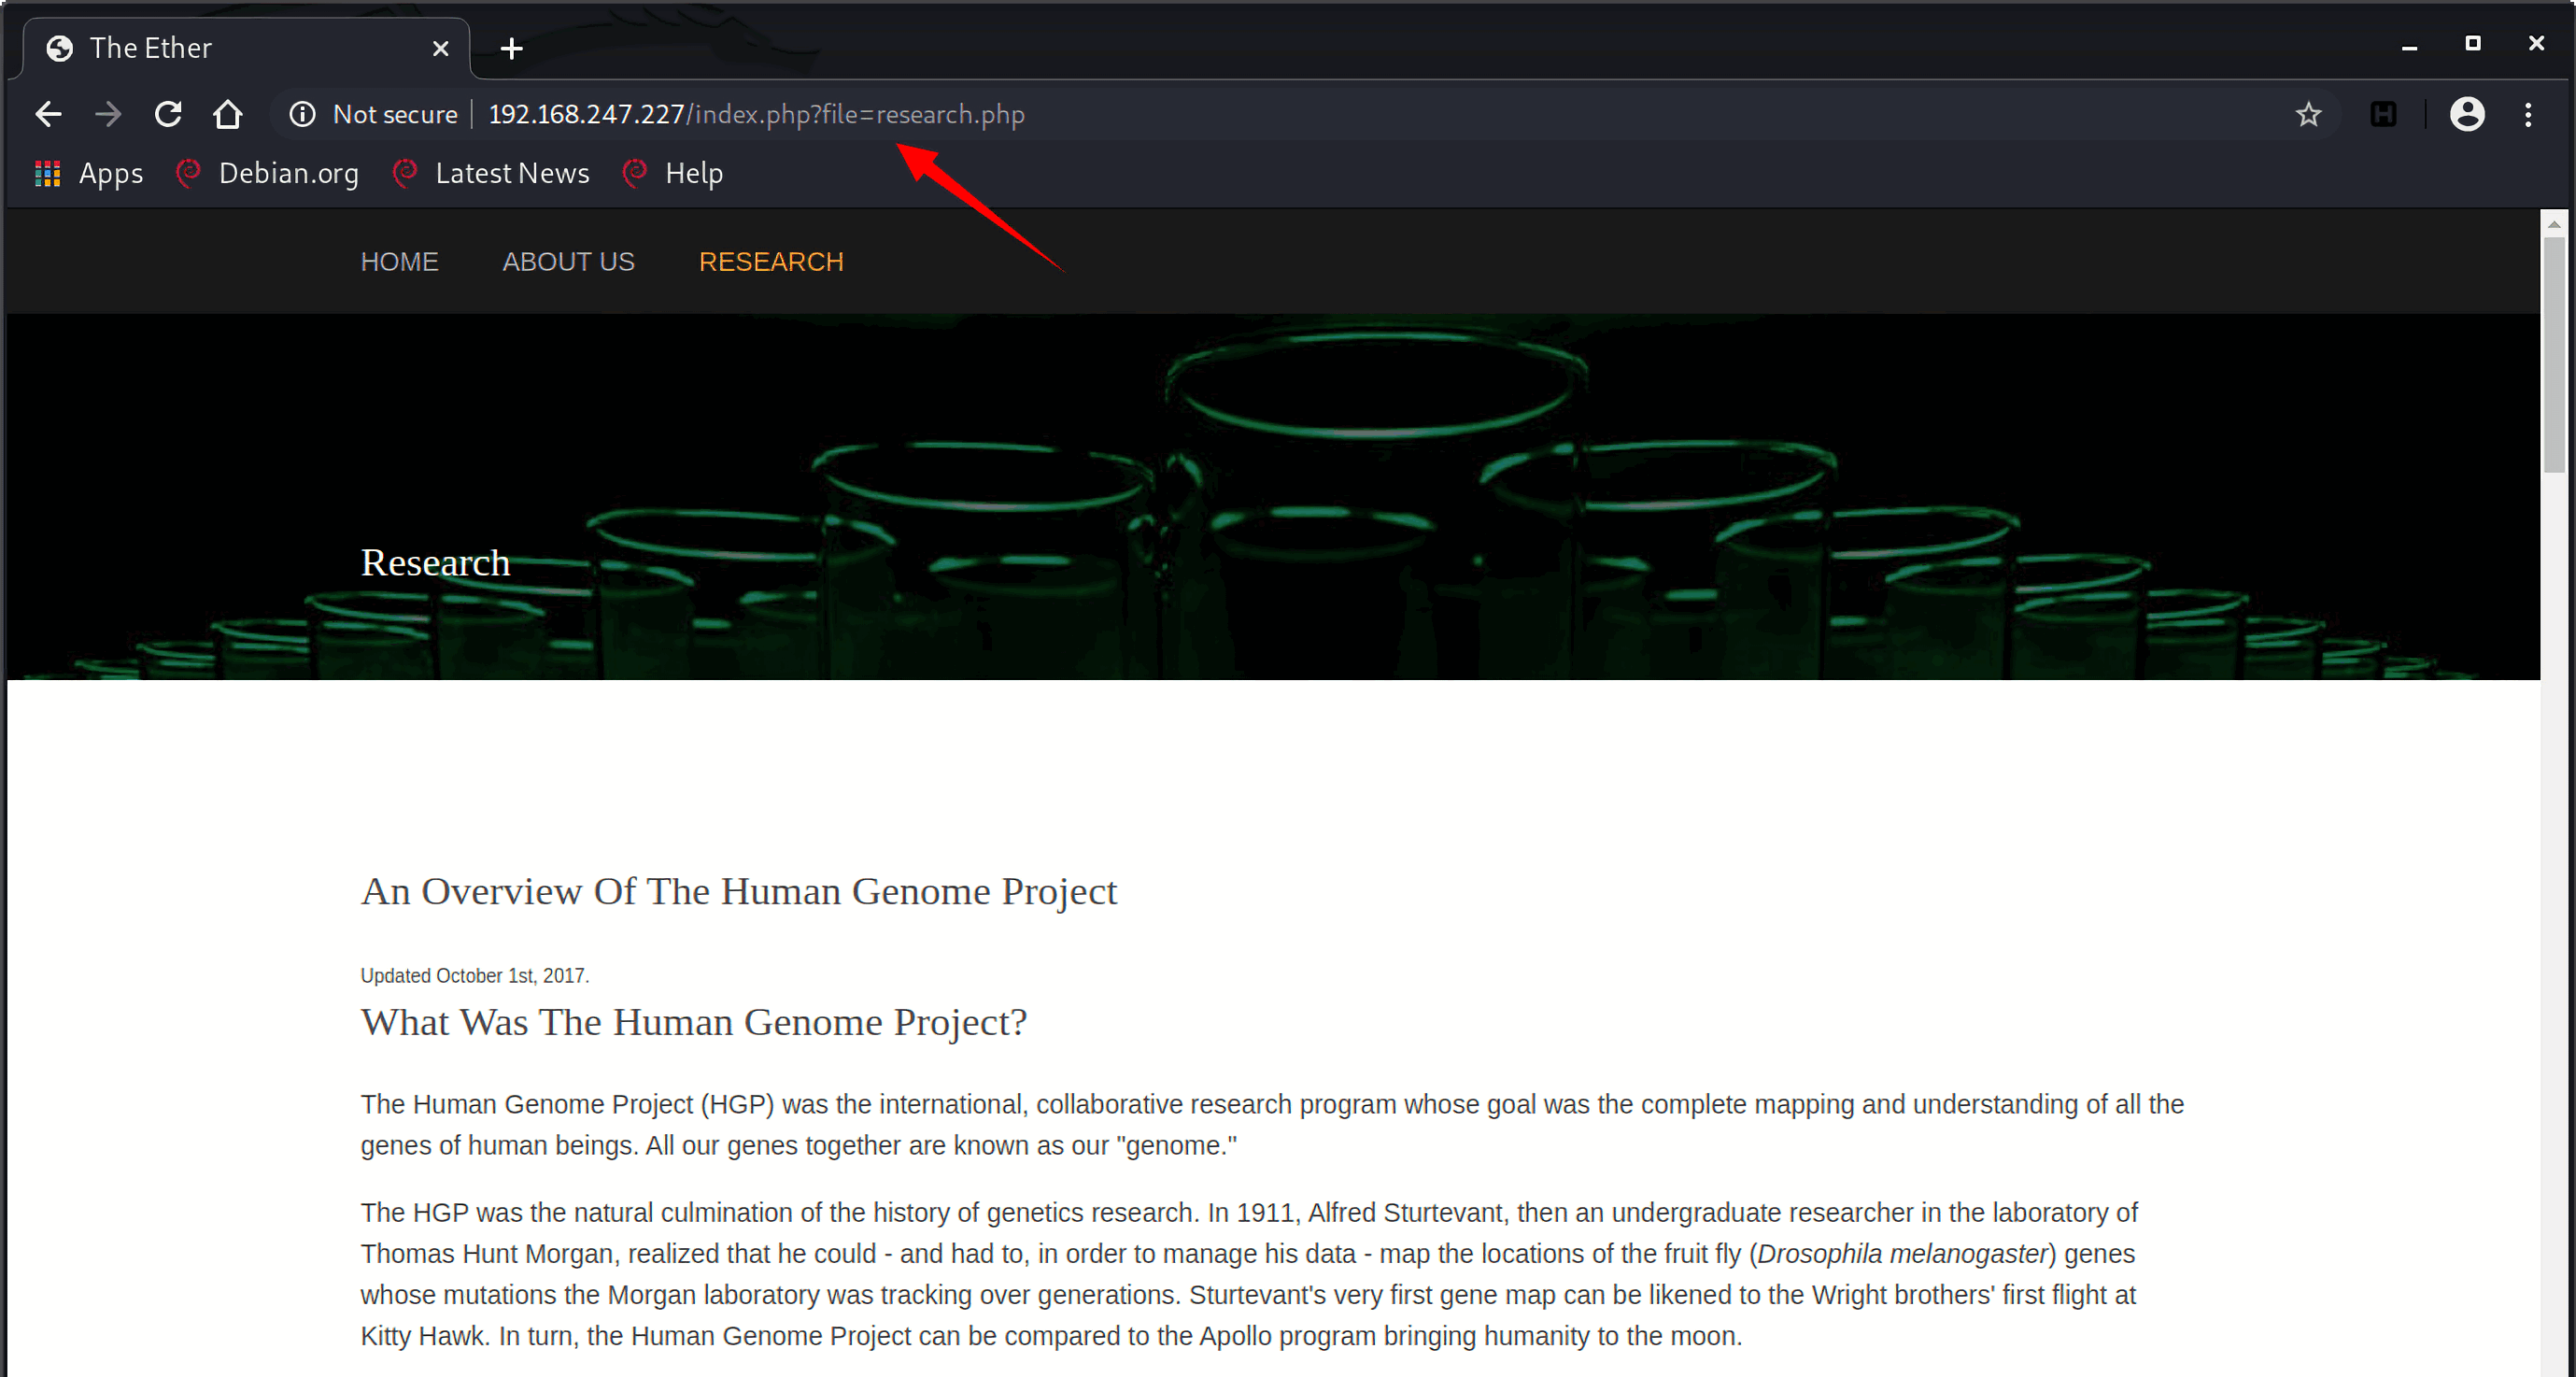 The Ether
Not secure 192.168.247.227/index.php?file=research.php
Apps Debian.org Latest News Help
HOME ABOUT US RESEARCH
Research
An Overview Of The Human Genome Project
Updated October 1st, 2017.
What Was The Human Genome Project?
The Human Genome Project (HGP) was the international, collaborative research program whose goal was the complete mapping and understanding of all the
genes of human beings. All our genes together are known as our "genome."
The HGP was the natural culmination of the history of genetics research. In 1911, Alfred Sturtevant, then an undergraduate researcher in the laboratory of
Thomas Hunt Morgan, realized that he could - and had to, in order to manage his data - map the locations of the fruit fly (Drosophila melanogaster) genes
whose mutations the Morgan laboratory was tracking over generations. Sturtevant's very first gene map can be likened to the Wright brothers' first flight at
Kitty Hawk. In turn, the Human Genome Project can be compared to the Apollo program bringing humanity to the moon.